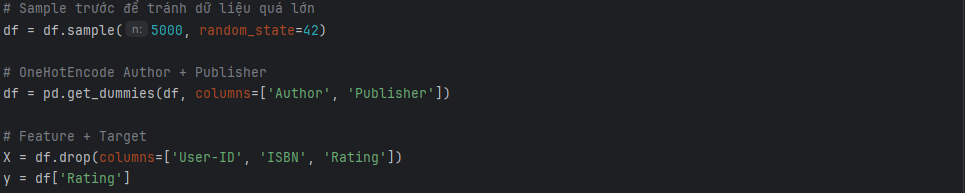 # Sample trước để tránh dữ liệu quá lớn
df = df.sample( n: 5000, random_state=42)
# OneHotEncode Author + Publisher
df = pd.get_dummies(df, columns=['Author', 'Publisher'])
# Feature + Target
X = df.drop(columns=['User-ID', 'ISBN', 'Rating'])
y = df['Rating']